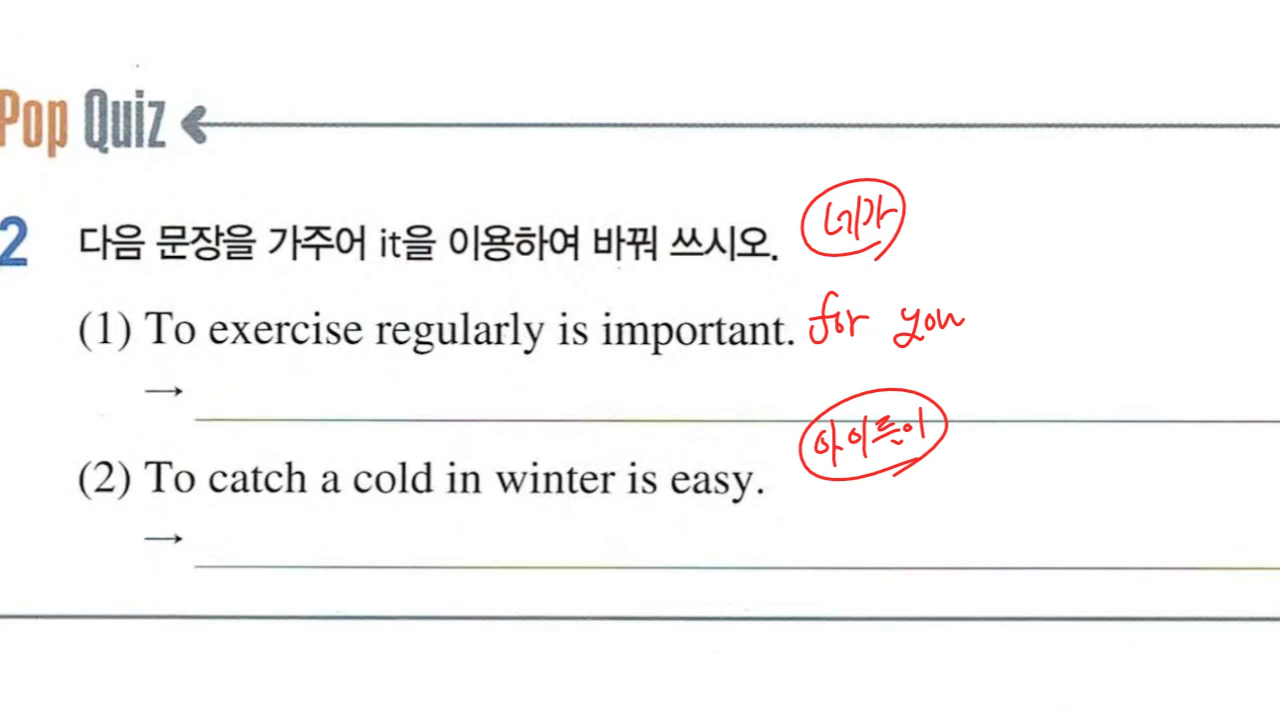 Pop Quiz
2 다음 문장을 가주어 it을 이용하여 바꿔 쓰시오. 네가
(1) To exercise regularly is important. for you
→
아이들이
(2) To catch a cold in winter is easy.
→